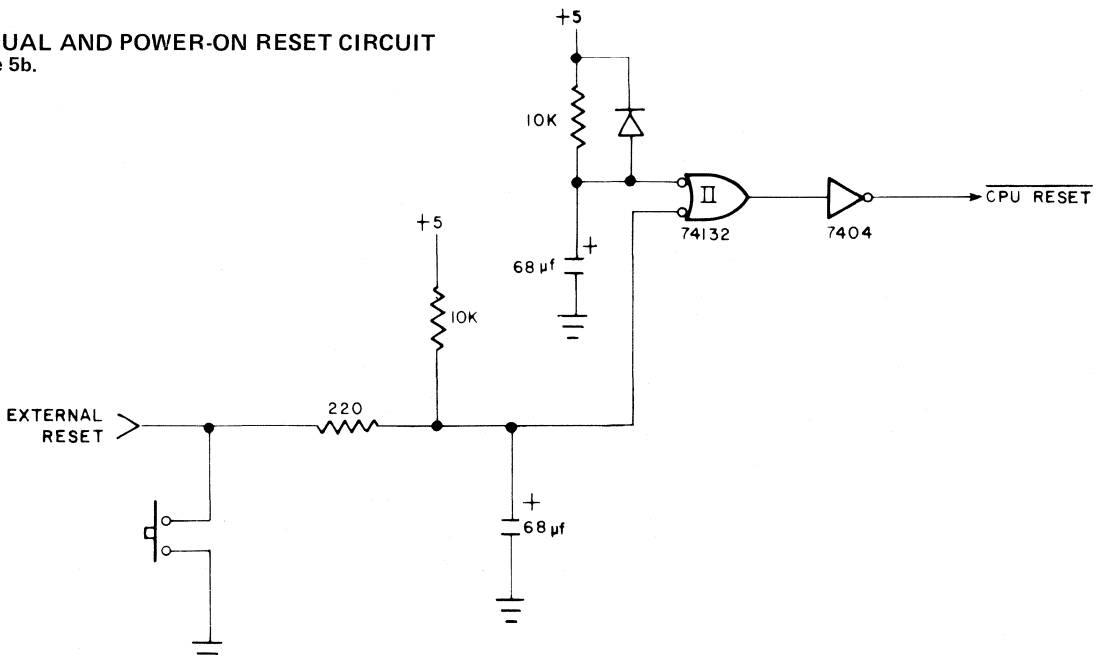 UAL AND POWER-ON RESET CIRCUIT
e 5b.
+5
10K
II
74132
7404
CPU RESET
+
68 µf
+5
10K
EXTERNAL
RESET
220
+
68 µf